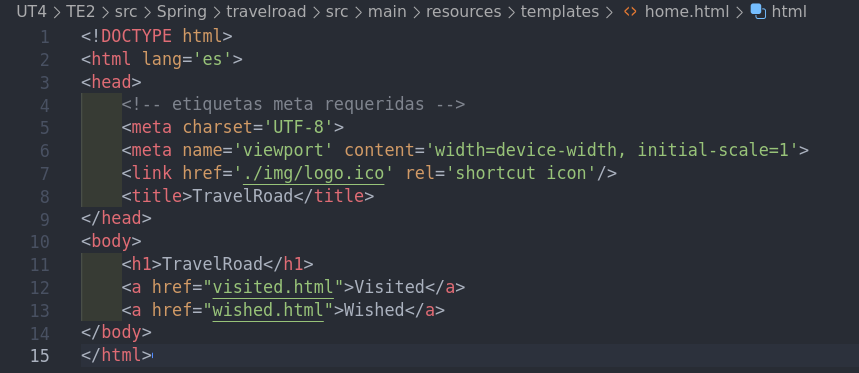 UT4 > TE2 > src > Spring > travelroad > src > main > resources > templates > <> home.html > html
1 <!DOCTYPE html>
2 <html lang='es'>
3 <head>
4     <!-- etiquetas meta requeridas -->
5     <meta charset='UTF-8'>
6     <meta name='viewport' content='width=device-width, initial-scale=1'>
7     <link href='./img/logo.ico' rel='shortcut icon'/>
8     <title>TravelRoad</title>
9 </head>
10 <body>
11     <h1>TravelRoad</h1>
12     <a href="visited.html">Visited</a>
13     <a href="wished.html">Wished</a>
14 </body>
15 </html>